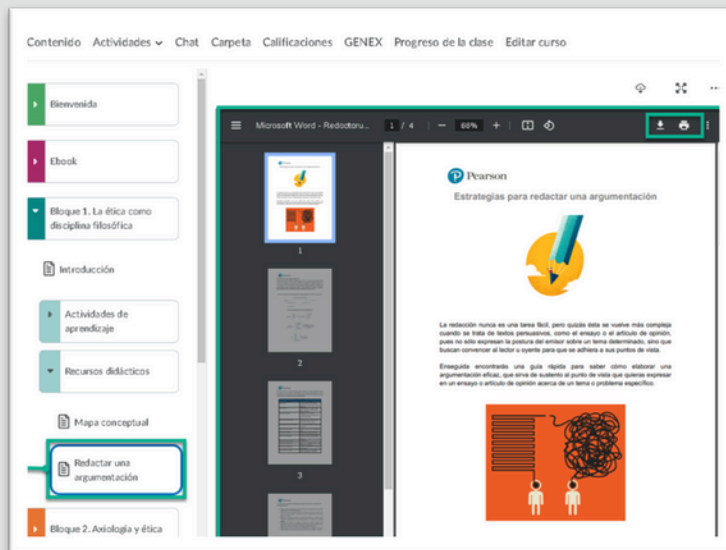 Contenido Actividades Chat Carpeta Calificaciones GENEX Progreso de la clase Editar curso
Bienvenida
Ebook
Bloque 1. La ética como
disciplina filosófica
Introducción
Actividades de
aprendizaje
Recursos didácticos
Mapa conceptual
Redactar una
argumentación
Bloque 2. Axiología y ética
Microsoft Word - Redoctoru...
1 / 4
66%
1
2
3
Pearson
Estrategias para redactar una argumentación
La redacción nunca es una tarea fácil, pero quizás ésta se vuelve más compleja
cuando se trata de textos persuasivos, como el ensayo o el artículo de opinión,
pues no sólo expresan la postura del emisor sobre un tema determinado, sino que
buscan convencer al lector u oyente para que se adhiera a sus puntos de vista.
Enseguida encontrarás una guía rápida para saber cómo elaborar una
argumentación eficaz, que sirva de sustento al punto de vista que quieras expresar
en un ensayo o artículo de opinión acerca de un tema o problema específico.